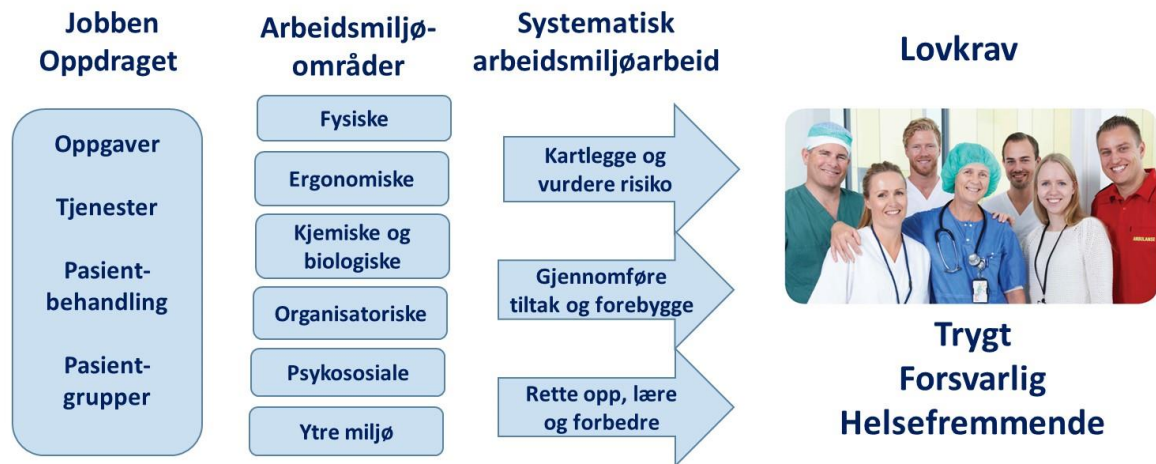 Jobben
Oppdraget
Oppgaver
Tjenester
Pasient-
behandling
Pasient-
grupper
Arbeidsmiljø-
områder
Fysiske
Ergonomiske
Kjemiske og
biologiske
Organisatoriske
Psykososiale
Ytre miljø
Systematisk
arbeidsmiljøarbeid
Kartlegge og
vurdere risiko
Gjennomføre
tiltak og forebygge
Rette opp, lære
og forbedre
Lovkrav
AMBULANSE
Trygt
Forsvarlig
Helsefremmende